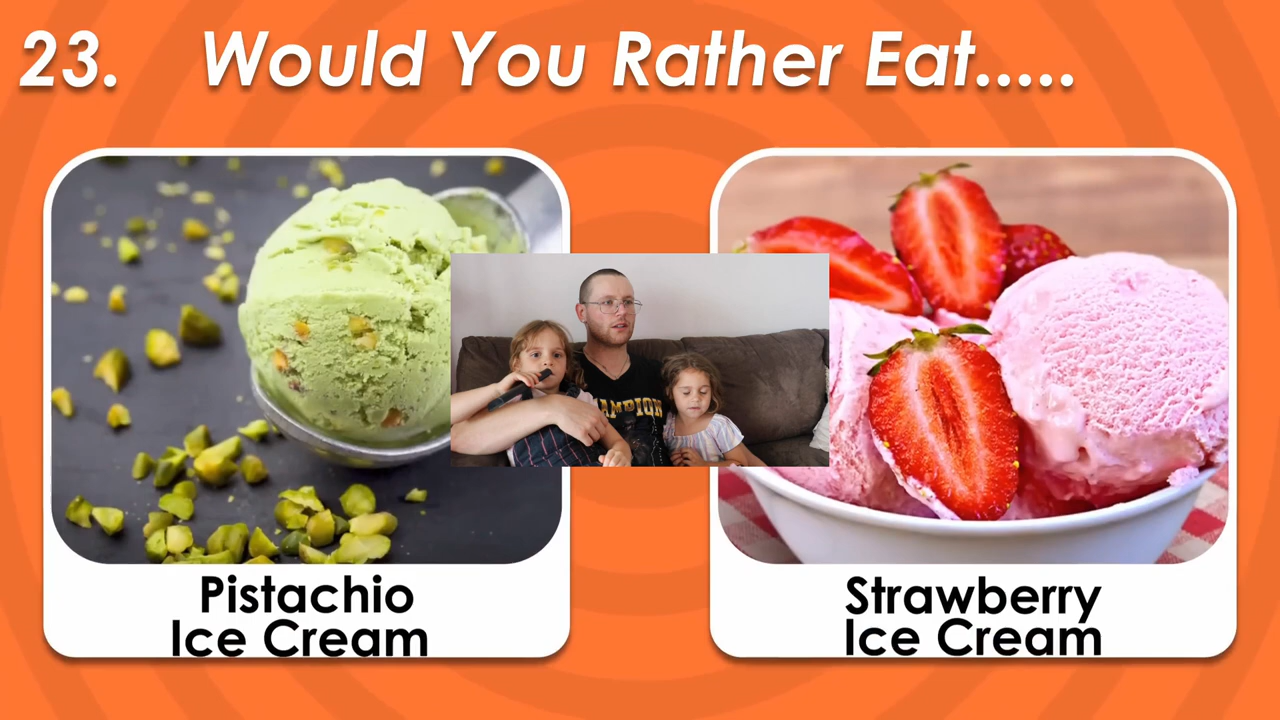 23. Would You Rather Eat.....
Pistachio
Ice Cream
Strawberry
Ice Cream